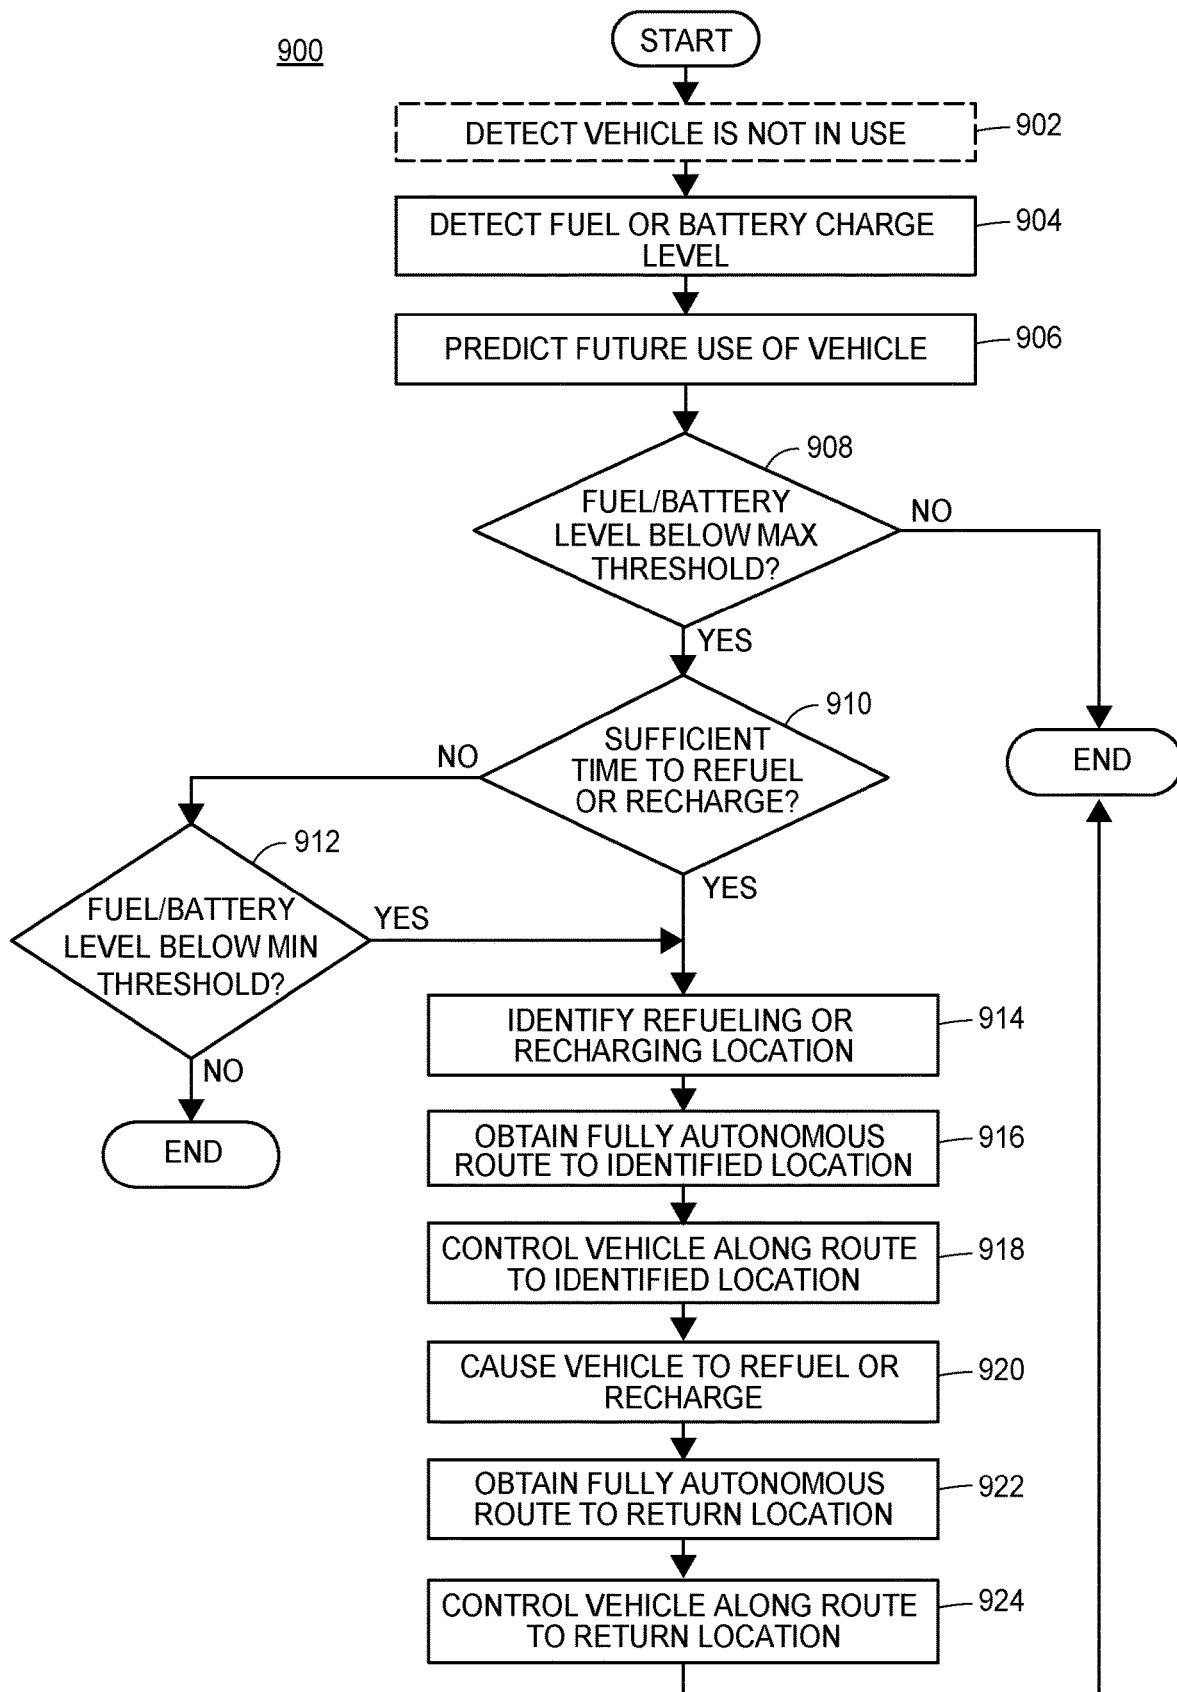 900
START
DETECT VEHICLE IS NOT IN USE
902
DETECT FUEL OR BATTERY CHARGE
LEVEL
904
PREDICT FUTURE USE OF VEHICLE
906
908
FUEL/BATTERY
LEVEL BELOW MAX
THRESHOLD?
NO
YES
910
SUFFICIENT
TIME TO REFUEL
OR RECHARGE?
NO
END
YES
912
FUEL/BATTERY
LEVEL BELOW MIN
THRESHOLD?
YES
NO
END
IDENTIFY REFUELING OR
RECHARGING LOCATION
914
OBTAIN FULLY AUTONOMOUS
ROUTE TO IDENTIFIED LOCATION
916
CONTROL VEHICLE ALONG ROUTE
TO IDENTIFIED LOCATION
918
CAUSE VEHICLE TO REFUEL OR
RECHARGE
920
OBTAIN FULLY AUTONOMOUS
ROUTE TO RETURN LOCATION
922
CONTROL VEHICLE ALONG ROUTE
TO RETURN LOCATION
924